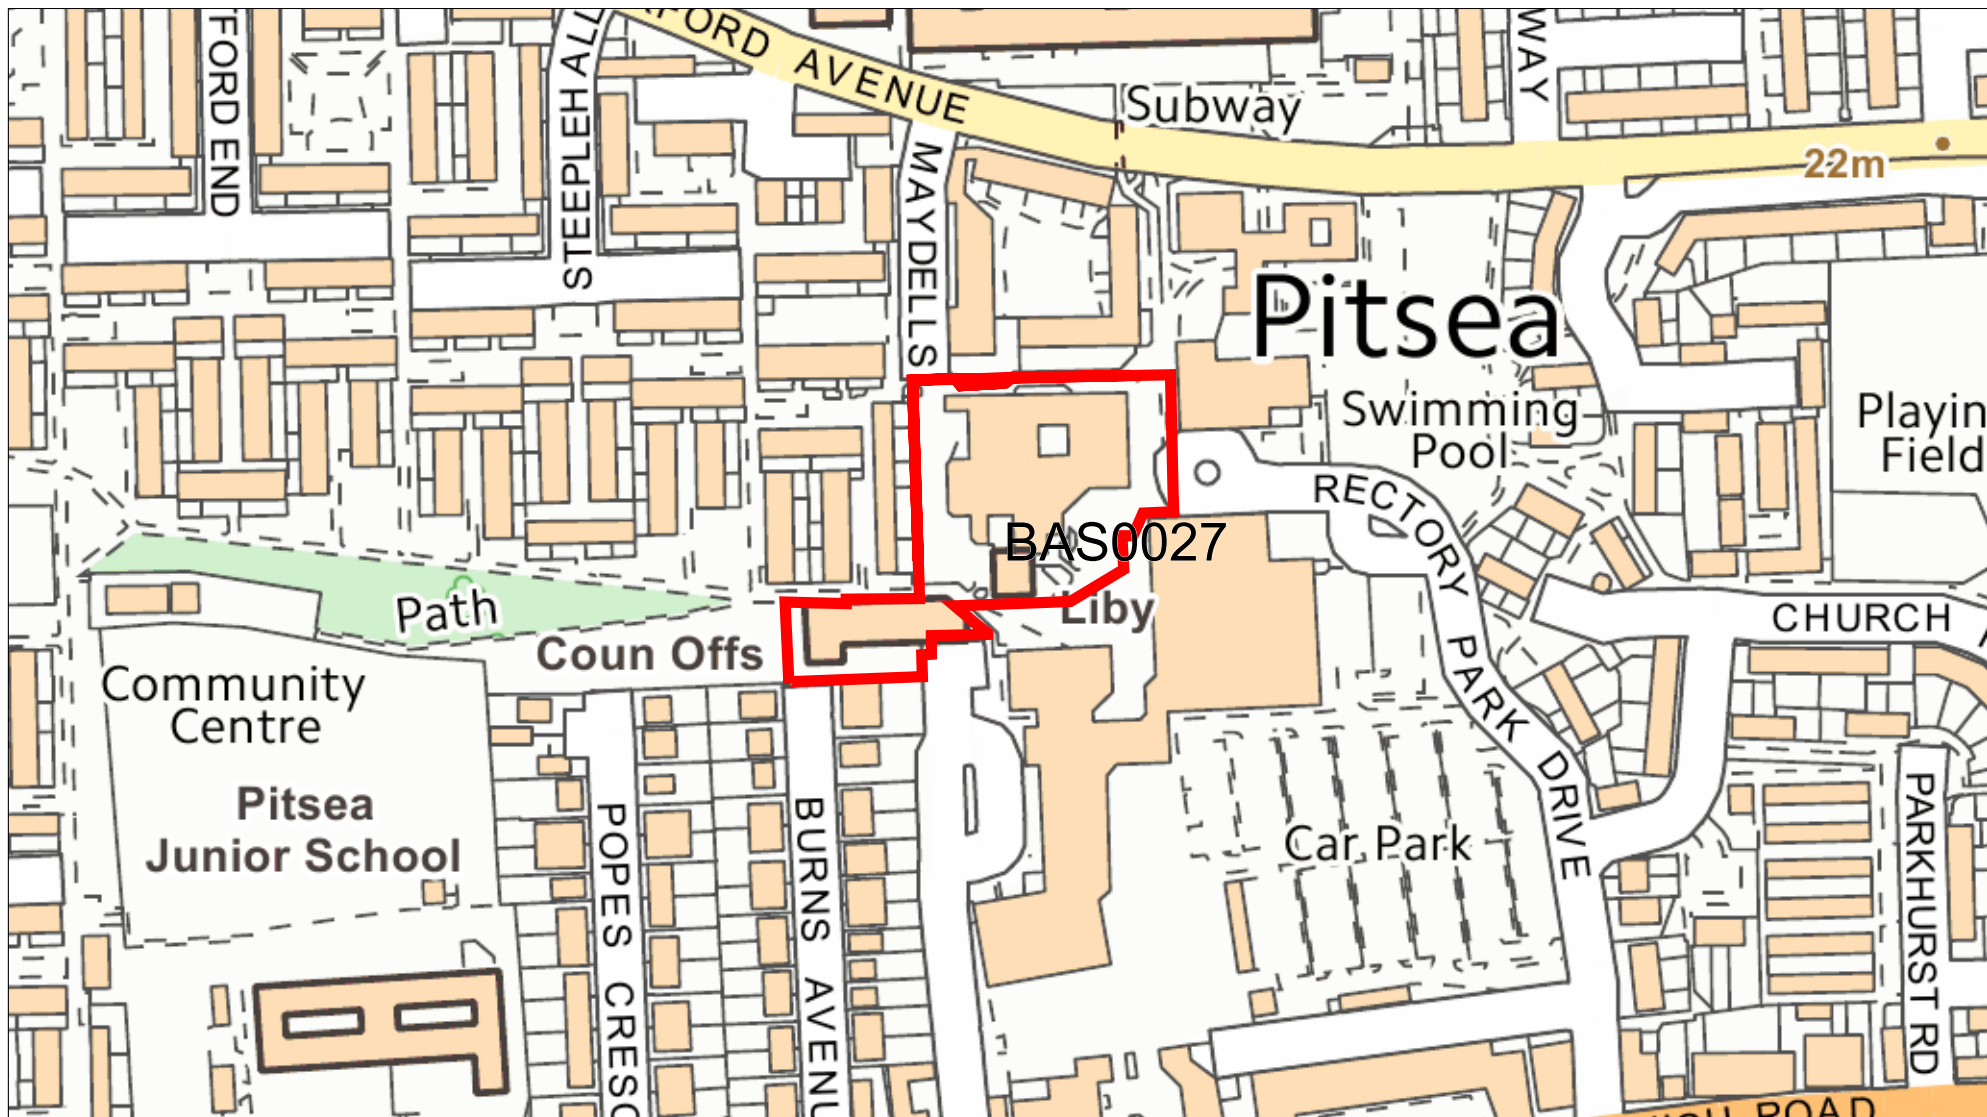 FORD AVENUE
FORD END
STEEPLEHALL
WAY
Subway
22m
MAYDELLS
Pitsea
Swimming
Pool
Playin
Field
RECTORY PARK DRIVE
BAS0027
Path
Liby
Coun Offs
CHURCH
Community
Centre
Pitsea
Junior School
POPES CRESC
BURNS AVENU
Car Park
PARKHURST RD
ROAD